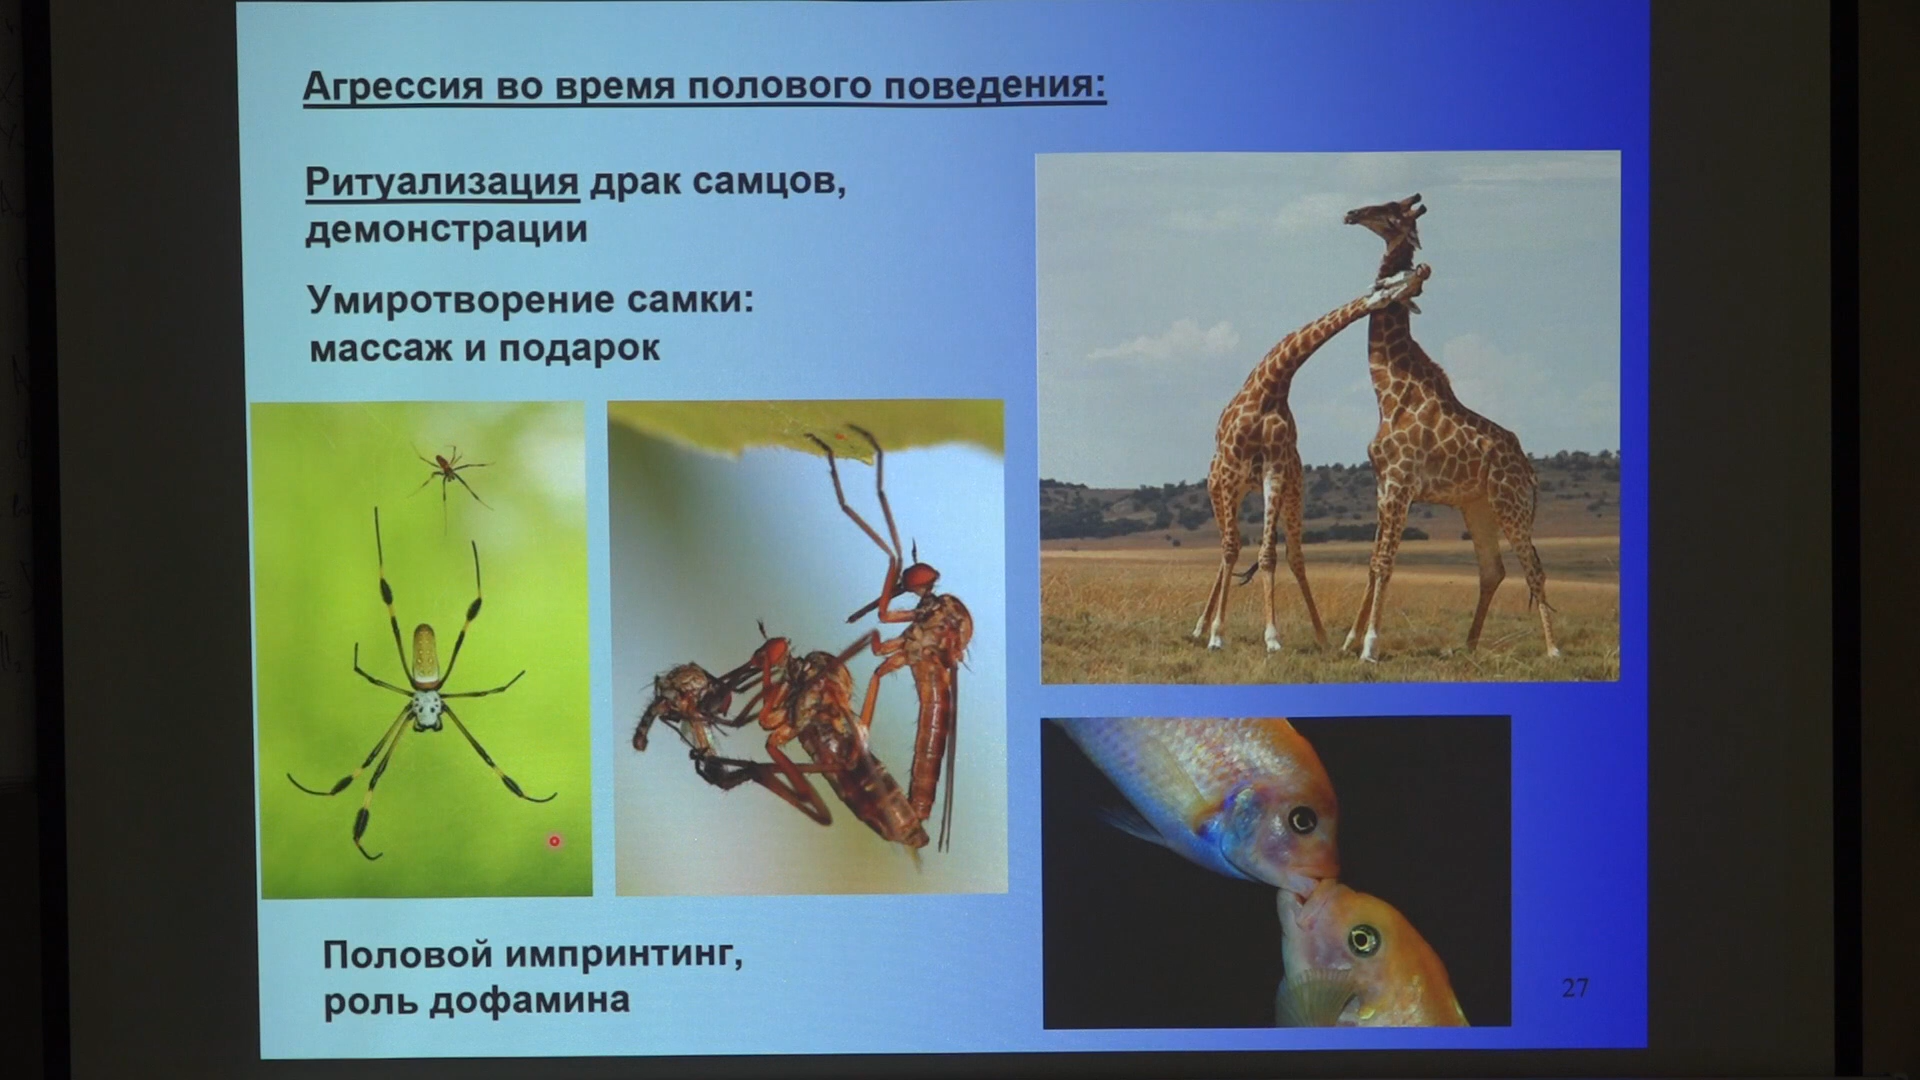 Агрессия во время полового поведения:
Ритуализация драк самцов,
демонстрации
Умиротворение самки:
массаж и подарок
Половой импринтинг,
роль дофамина
27